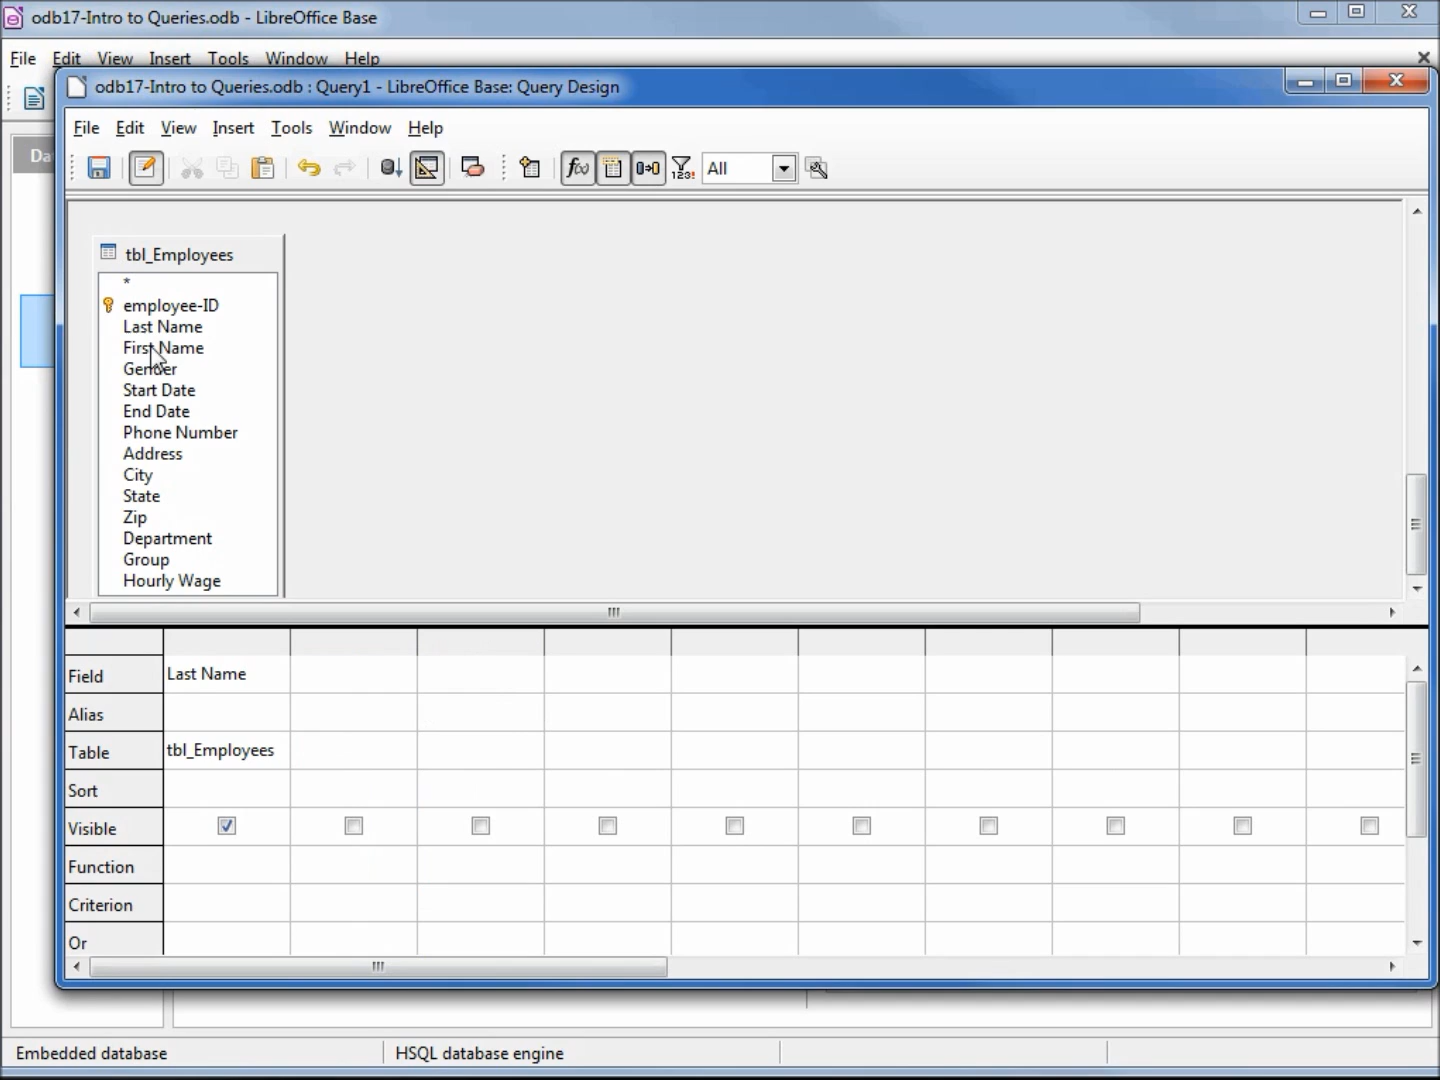 odb17-Intro to Queries.odb - LibreOffice Base
File Edit View Insert Tools Window Help
odb17-Intro to Queries.odb : Query1 - LibreOffice Base: Query Design
File Edit View Insert Tools Window Help
f(x) 123! All
Da
tbl_Employees
*
employee-ID
Last Name
First Name
Gender
Start Date
End Date
Phone Number
Address
City
State
Zip
Department
Group
Hourly Wage
Field Last Name
Alias
Table tbl_Employees
Sort
Visible
Function
Criterion
Or
Embedded database HSQL database engine